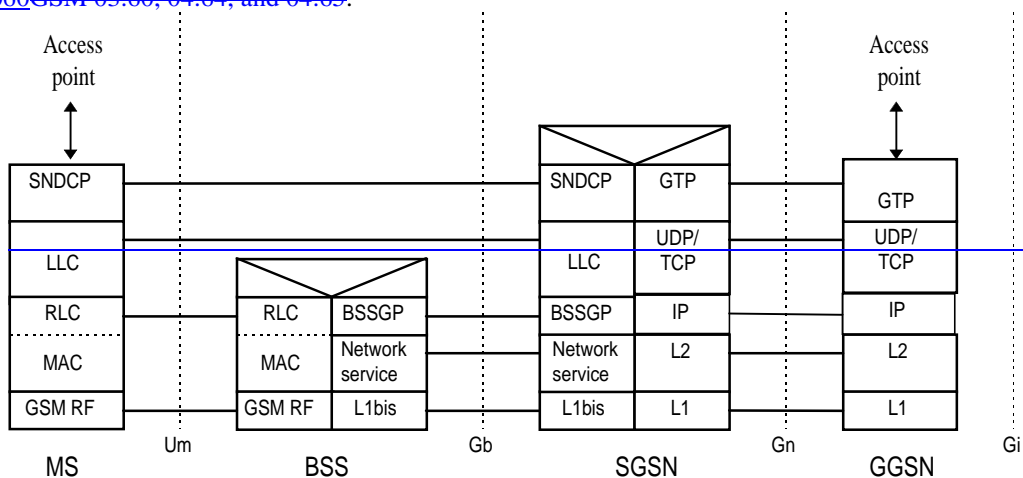 060GSM 03.60, 04.64, and 04.65.
Access
point
Access
point
SNDCP
SNDCP
GTP
GTP
UDP/
TCP
UDP/
TCP
LLC
LLC
RLC
RLC
BSSGP
BSSGP
IP
IP
MAC
MAC
Network
service
Network
service
L2
L2
GSM RF
GSM RF
L1bis
L1bis
L1
L1
Um
Gb
Gn
Gi
MS
BSS
SGSN
GGSN